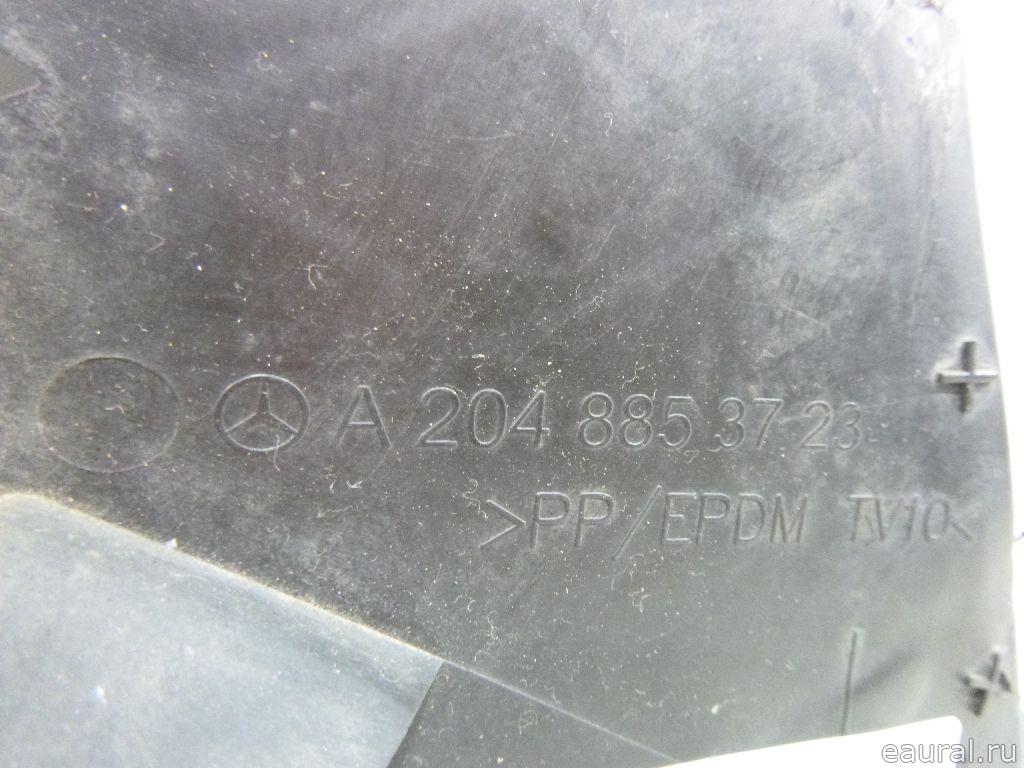 A 204 885 37 23
>PP/EPDM TV10<
eaural.ru